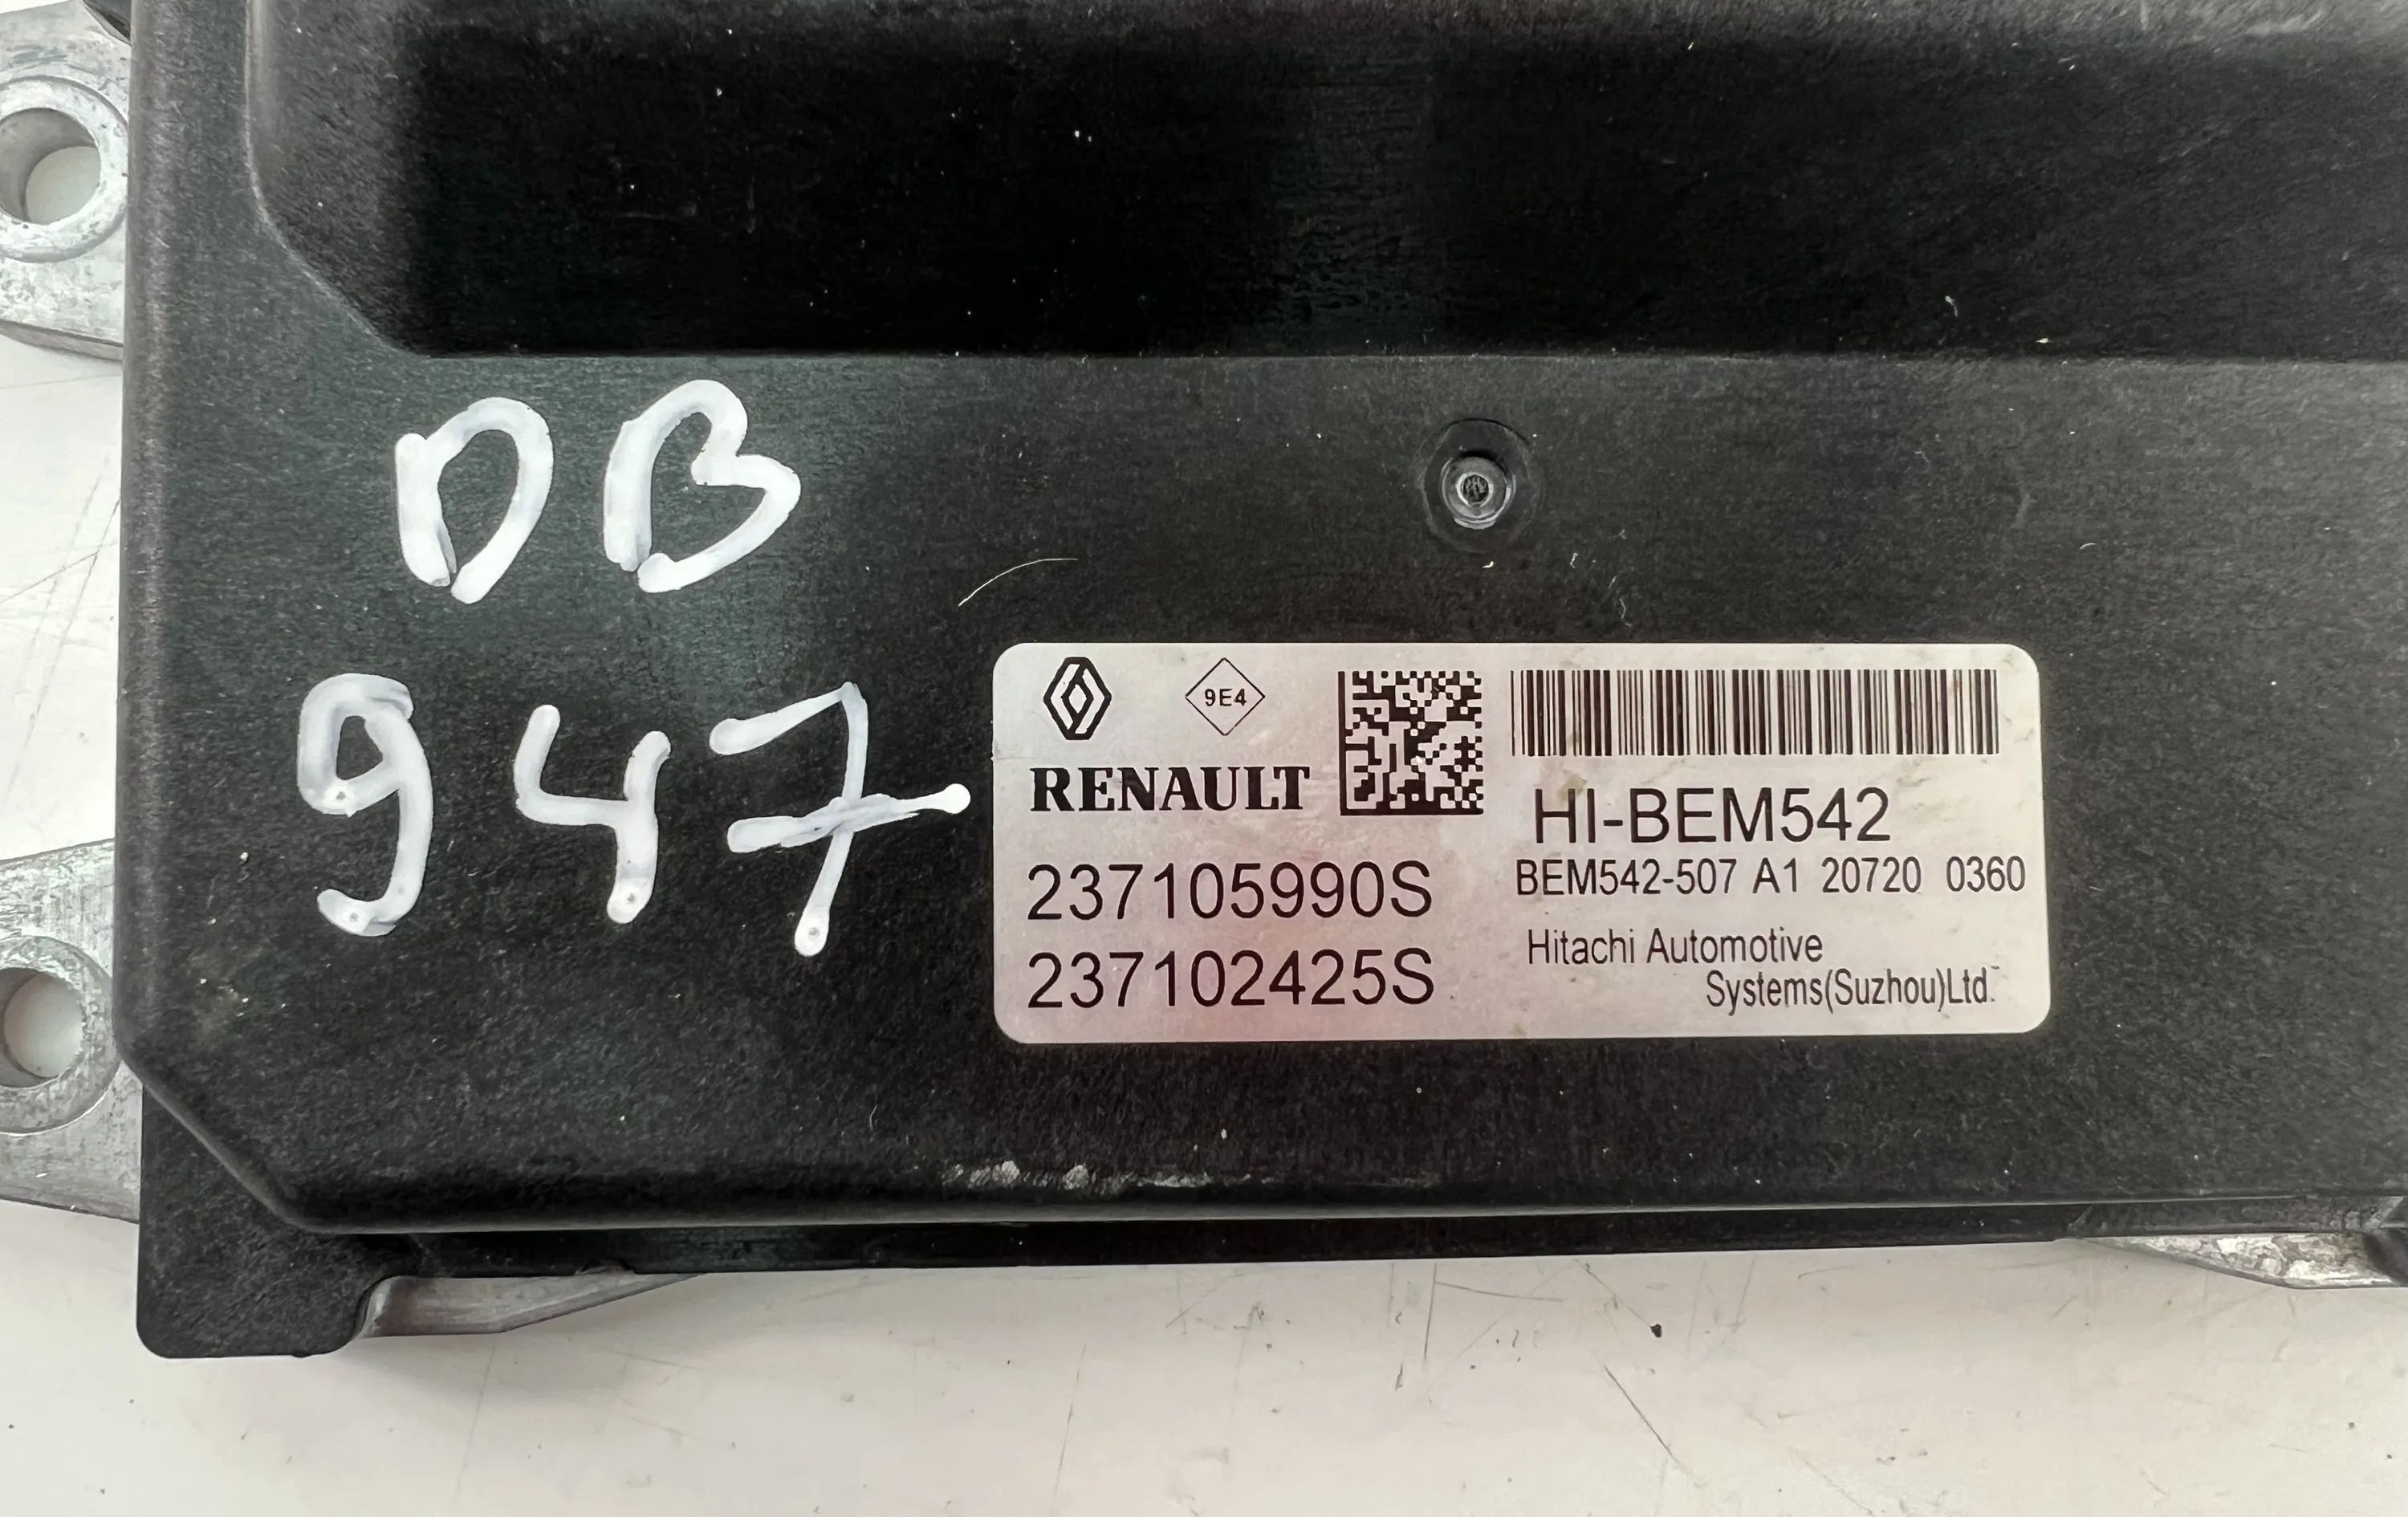 DB
947
9E4
RENAULT
237105990S
237102425S
HI-BEM542
BEM542-507 A1 20720 0360
Hitachi Automotive
Systems(Suzhou)Ltd.